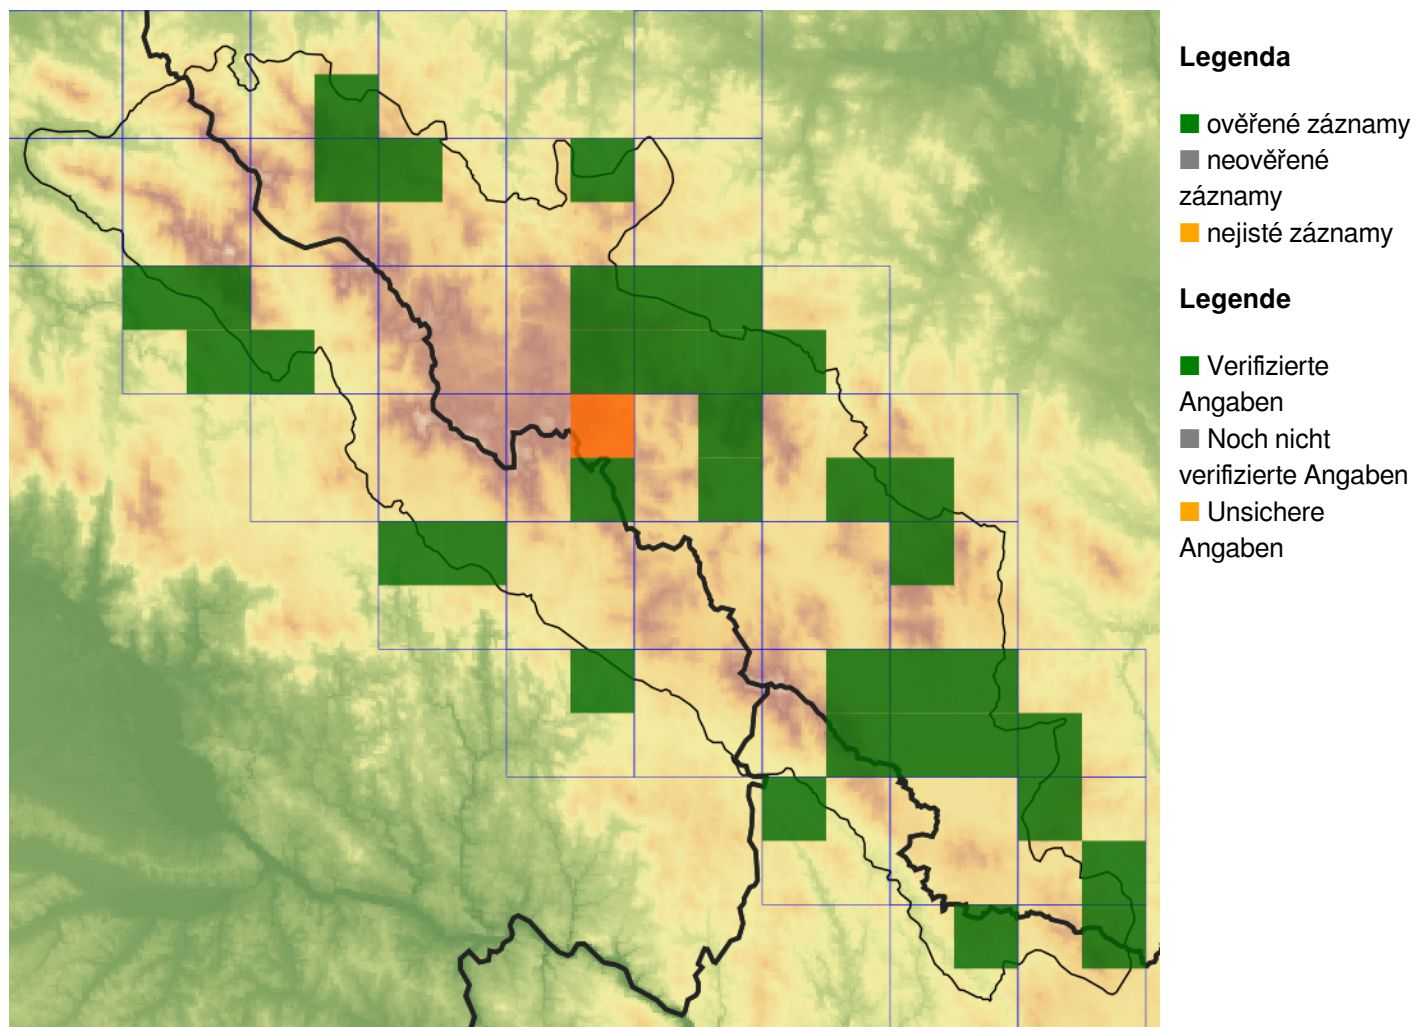 Legenda
ověřené záznamy
neověřené
záznamy
nejisté záznamy
Legende
Verifizierte
Angaben
Noch nicht
verifizierte Angaben
Unsichere
Angaben